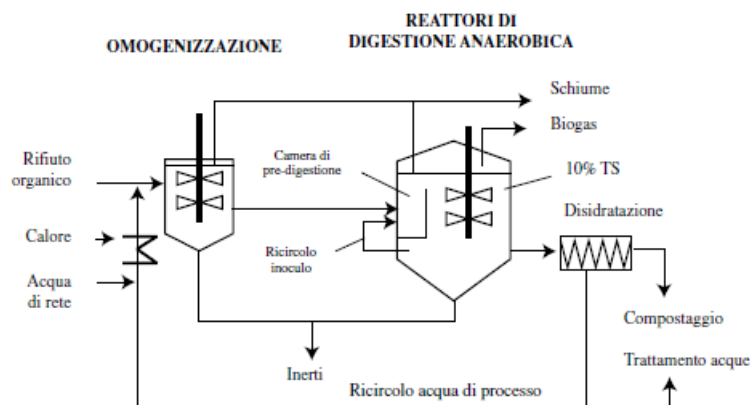 REATTORI DI
DIGESTIONE ANAEROBICA
OMOGENIZZAZIONE
Schiume
Biogas
Camera di
pre-digestione
10% TS
Rifiuto
organico
Disidratazione
Calore
Ricircolo
inoculo
Acqua
di rete
Compostaggio
Inerti
Trattamento acque
Ricircolo acqua di processo